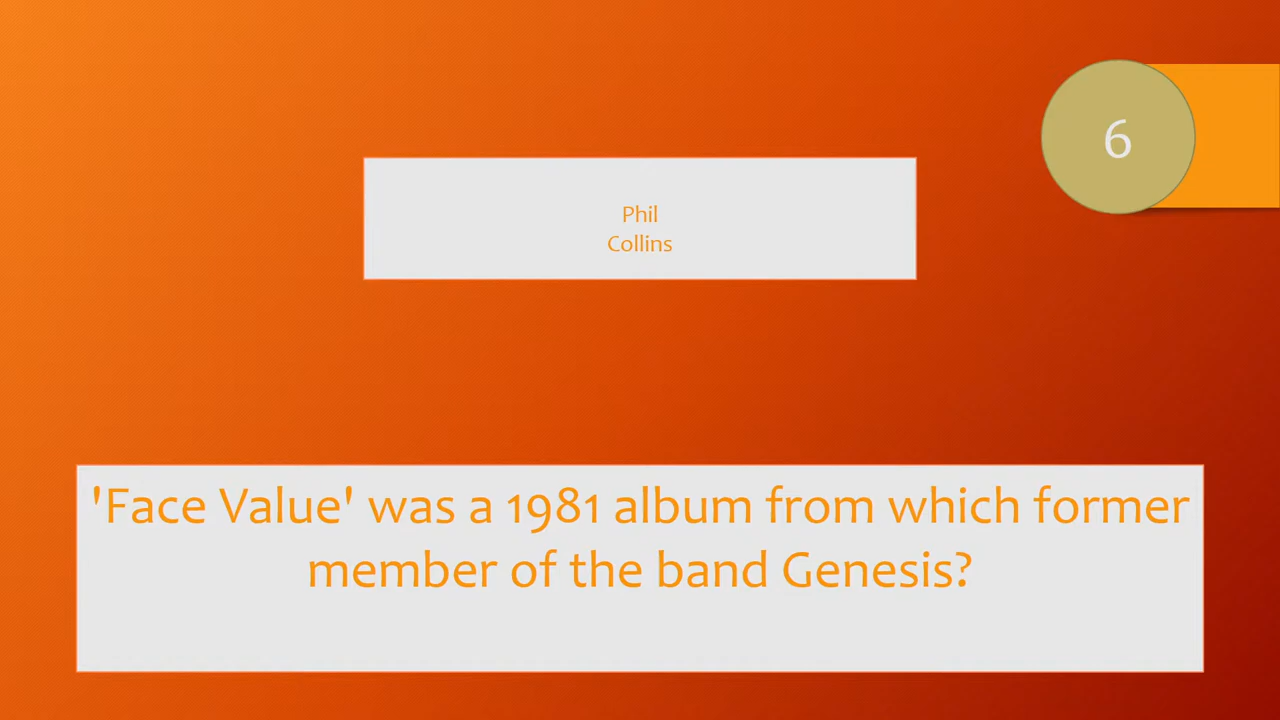 6
Phil
Collins
'Face Value' was a 1981 album from which former
member of the band Genesis?